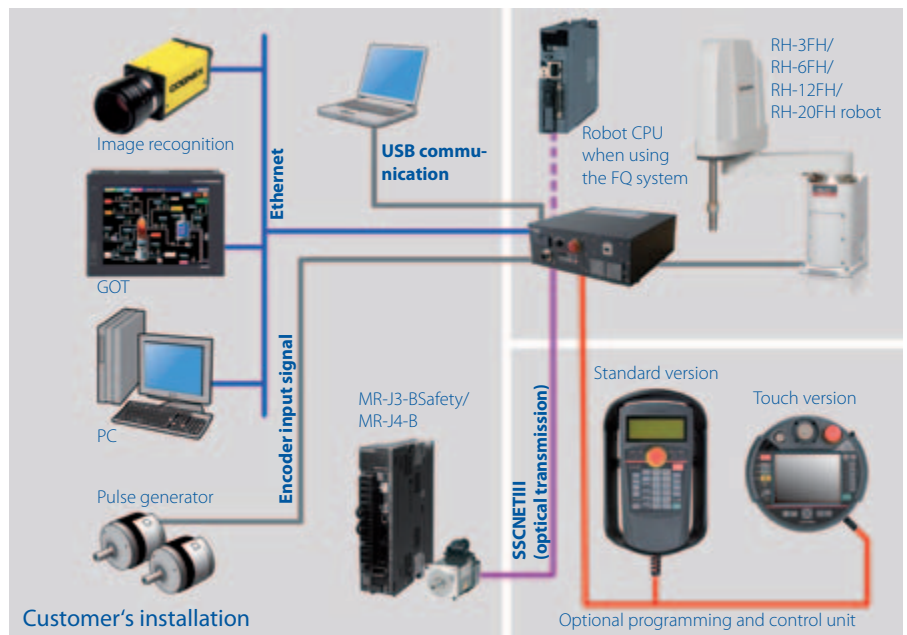 COGNEX
Image recognition
GOT
PC
Pulse generator
Customer‘s installation
Ethernet
Encoder input signal
USB commu-
nication
MR-J3-BSafety/
MR-J4-B
SSCNETIII
(optical transmission)
Robot CPU
when using
the FQ system
RH-3FH/
RH-6FH/
RH-12FH/
RH-20FH robot
Standard version
Touch version
Optional programming and control unit